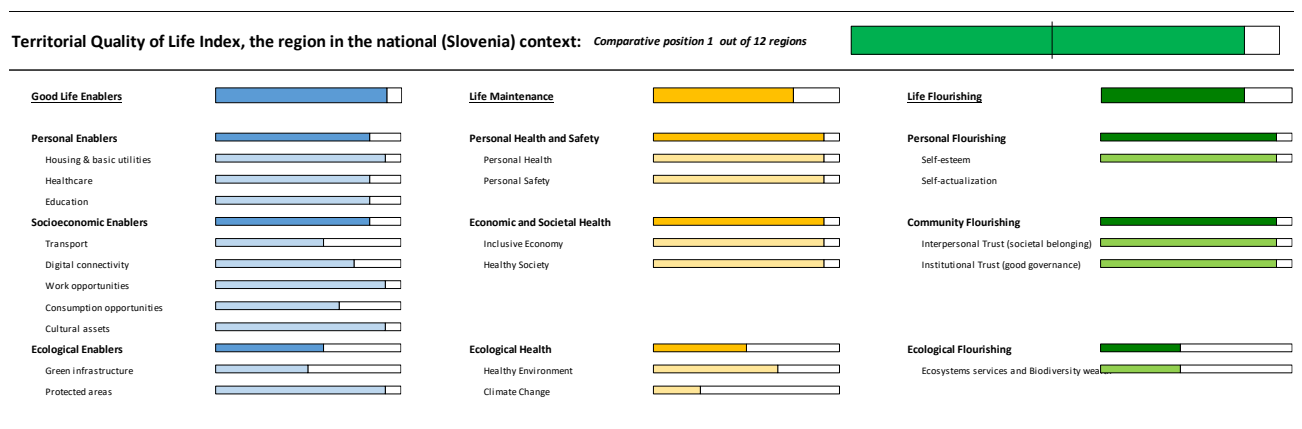 Territorial Quality of Life Index, the region in the national (Slovenia) context: Comparative position 1 out of 12 regions
Good Life Enablers
Personal Enablers
Housing & basic utilities
Healthcare
Education
Socioeconomic Enablers
Transport
Digital connectivity
Work opportunities
Consumption opportunities
Cultural assets
Ecological Enablers
Green infrastructure
Protected areas
Life Maintenance
Personal Health and Safety
Personal Health
Personal Safety
Economic and Societal Health
Inclusive Economy
Healthy Society
Ecological Health
Healthy Environment
Climate Change
Life Flourishing
Personal Flourishing
Self-esteem
Self-actualization
Community Flourishing
Interpersonal Trust (societal belonging)
Institutional Trust (good governance)
Ecological Flourishing
Ecosystems services and Biodiversity